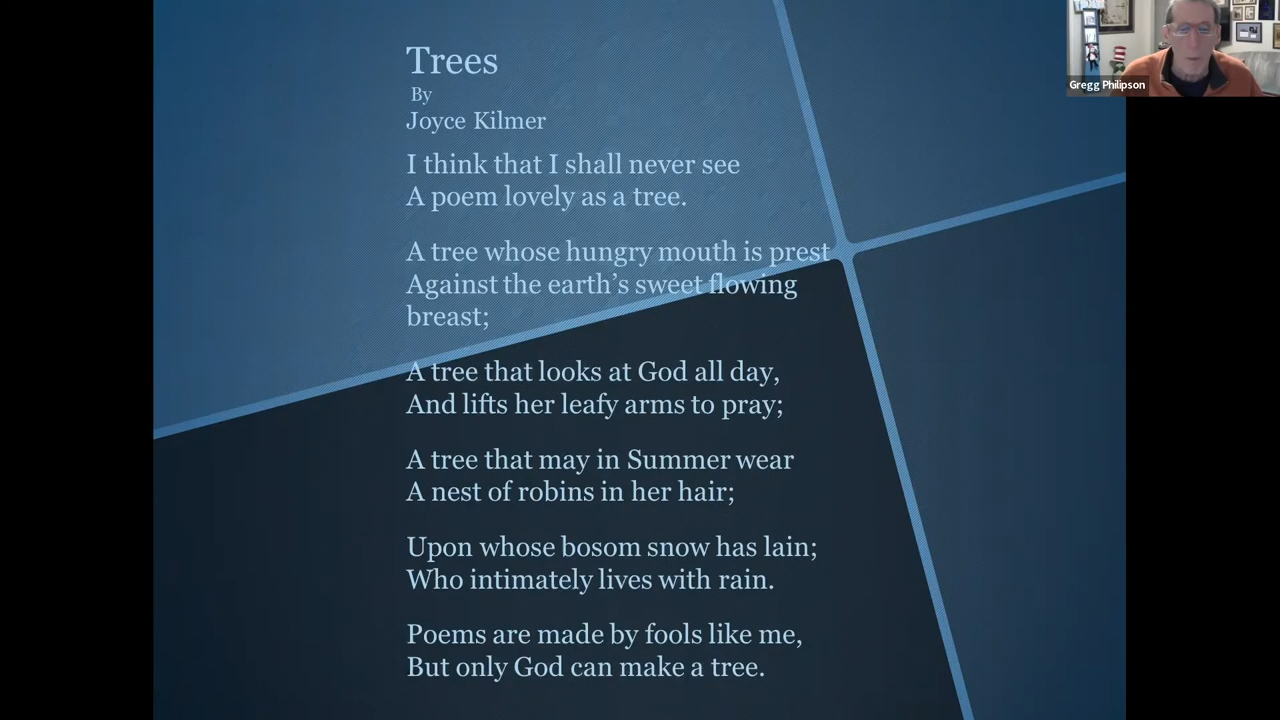 Trees
By
Joyce Kilmer
I think that I shall never see
A poem lovely as a tree.
A tree whose hungry mouth is prest
Against the earth’s sweet flowing
breast;
A tree that looks at God all day,
And lifts her leafy arms to pray;
A tree that may in Summer wear
A nest of robins in her hair;
Upon whose bosom snow has lain;
Who intimately lives with rain.
Poems are made by fools like me,
But only God can make a tree.
Gregg Philipson